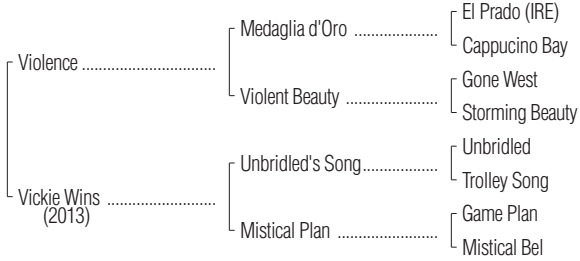 El Prado (IRE)
Medaglia d'Oro ....................
Cappucino Bay
Violence ................................
Gone West
Violent Beauty ......................
Storming Beauty
Unbridled
Unbridled's Song..................
Trolley Song
Vickie Wins ..........................
(2013)
Game Plan
Mistical Plan ........................
Mistical Bel